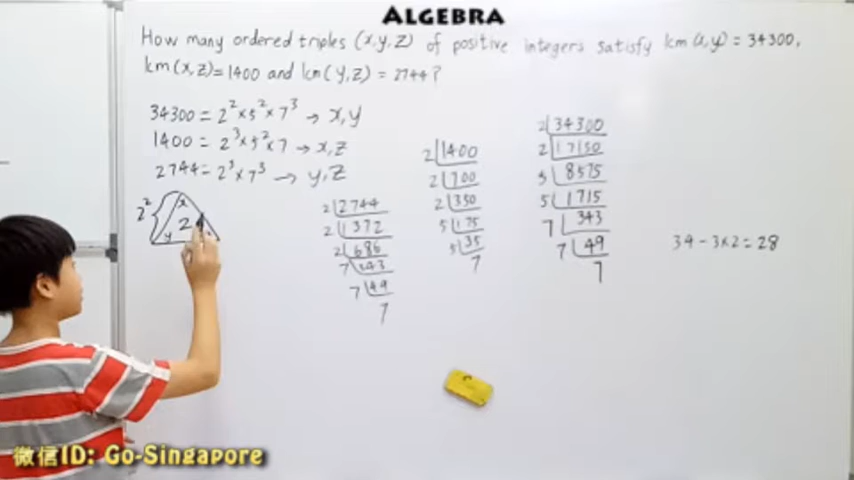 ALGEBRA
How many ordered triples (x,y,z) of positive integers satisfy lcm(x,y) = 34300,
lcm(x,z)=1400 and lcm(y,z) = 2744?
34300 = 2² × 5² × 7³ → x,y
1400 = 2³ × 5² × 7 → x,z
2744 = 2³ × 7³ → y,z
2² { x
2
y
2 | 2744
2 | 1372
2 | 686
7 | 343
7 | 49
7
2 | 1400
2 | 700
2 | 350
5 | 175
5 | 35
7
2 | 34300
2 | 17150
5 | 8575
5 | 1715
7 | 343
7 | 49
7
34 - 3×2 = 28
微信ID: Go-Singapore